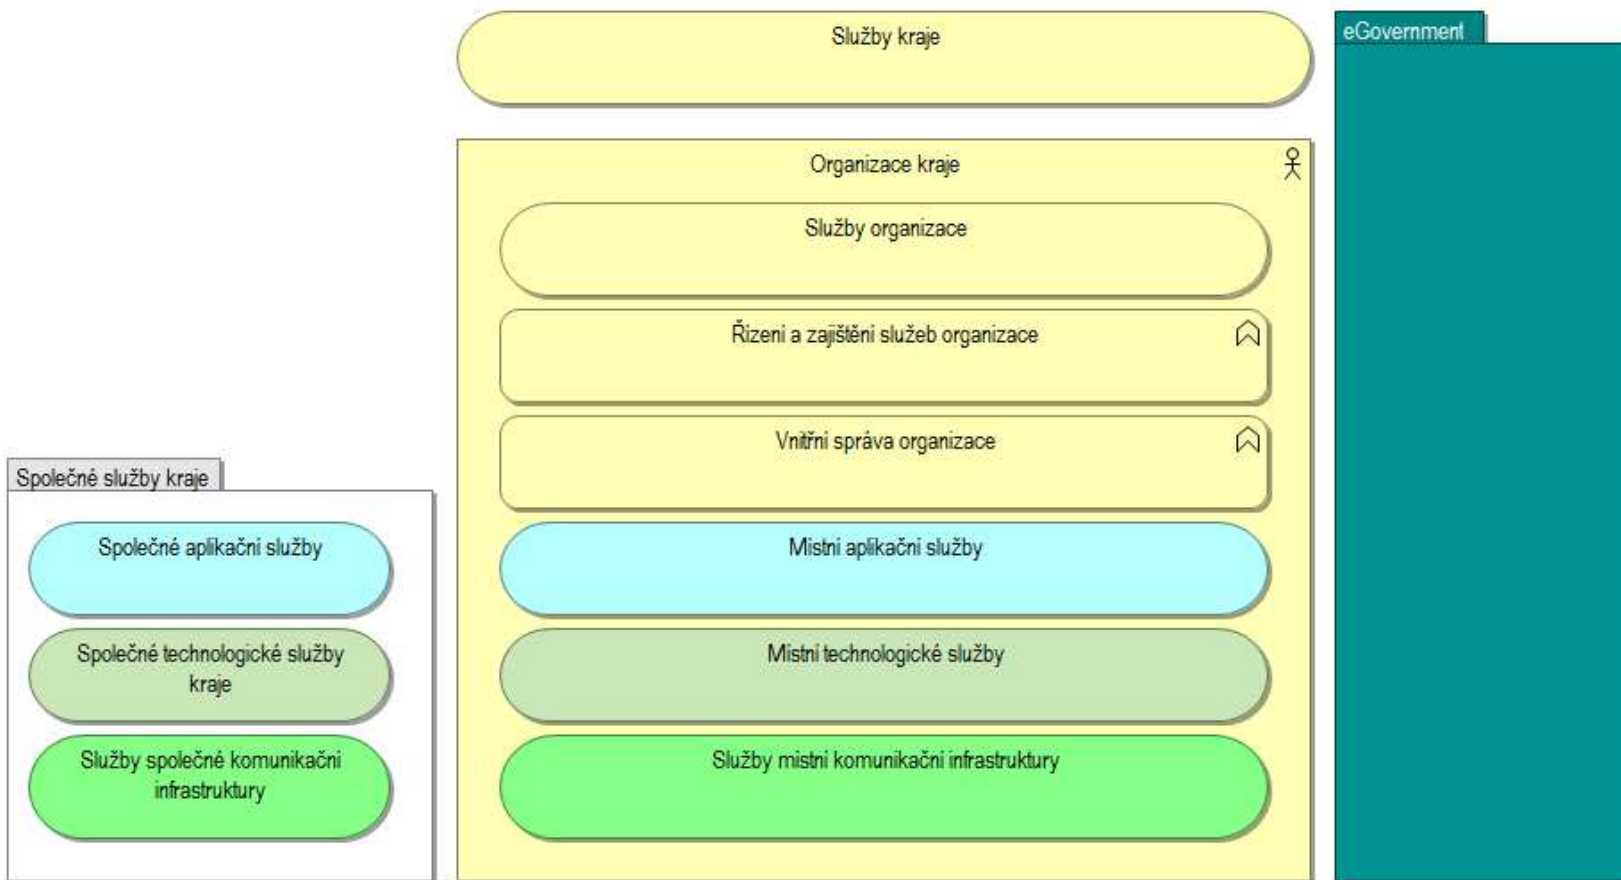 Služby kraje
eGovernment
Organizace kraje
Služby organizace
Řízení a zajištění služeb organizace
Vnitřní správa organizace
Společné služby kraje
Společné aplikační služby
Místní aplikační služby
Společné technologické služby
kraje
Místní technologické služby
Služby společné komunikační
infrastruktury
Služby místní komunikační infrastruktury